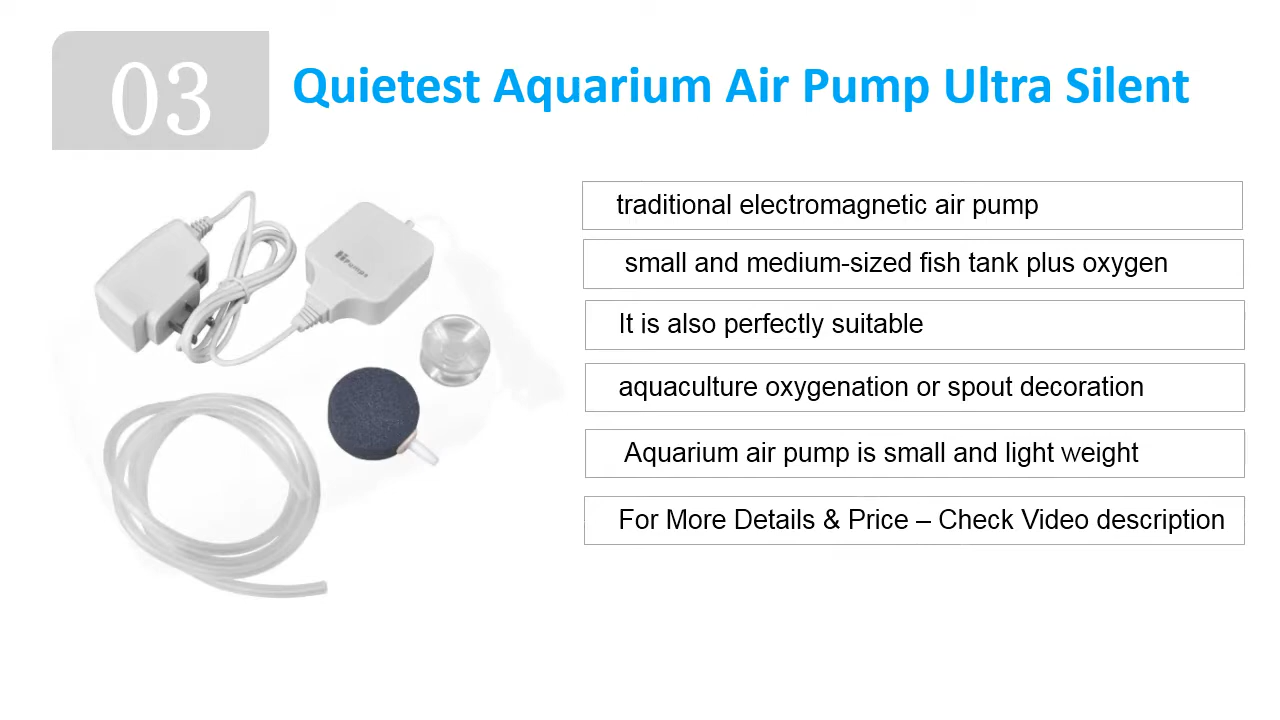 03
Quietest Aquarium Air Pump Ultra Silent
traditional electromagnetic air pump
small and medium-sized fish tank plus oxygen
It is also perfectly suitable
aquaculture oxygenation or spout decoration
Aquarium air pump is small and light weight
For More Details & Price – Check Video description
Pumps